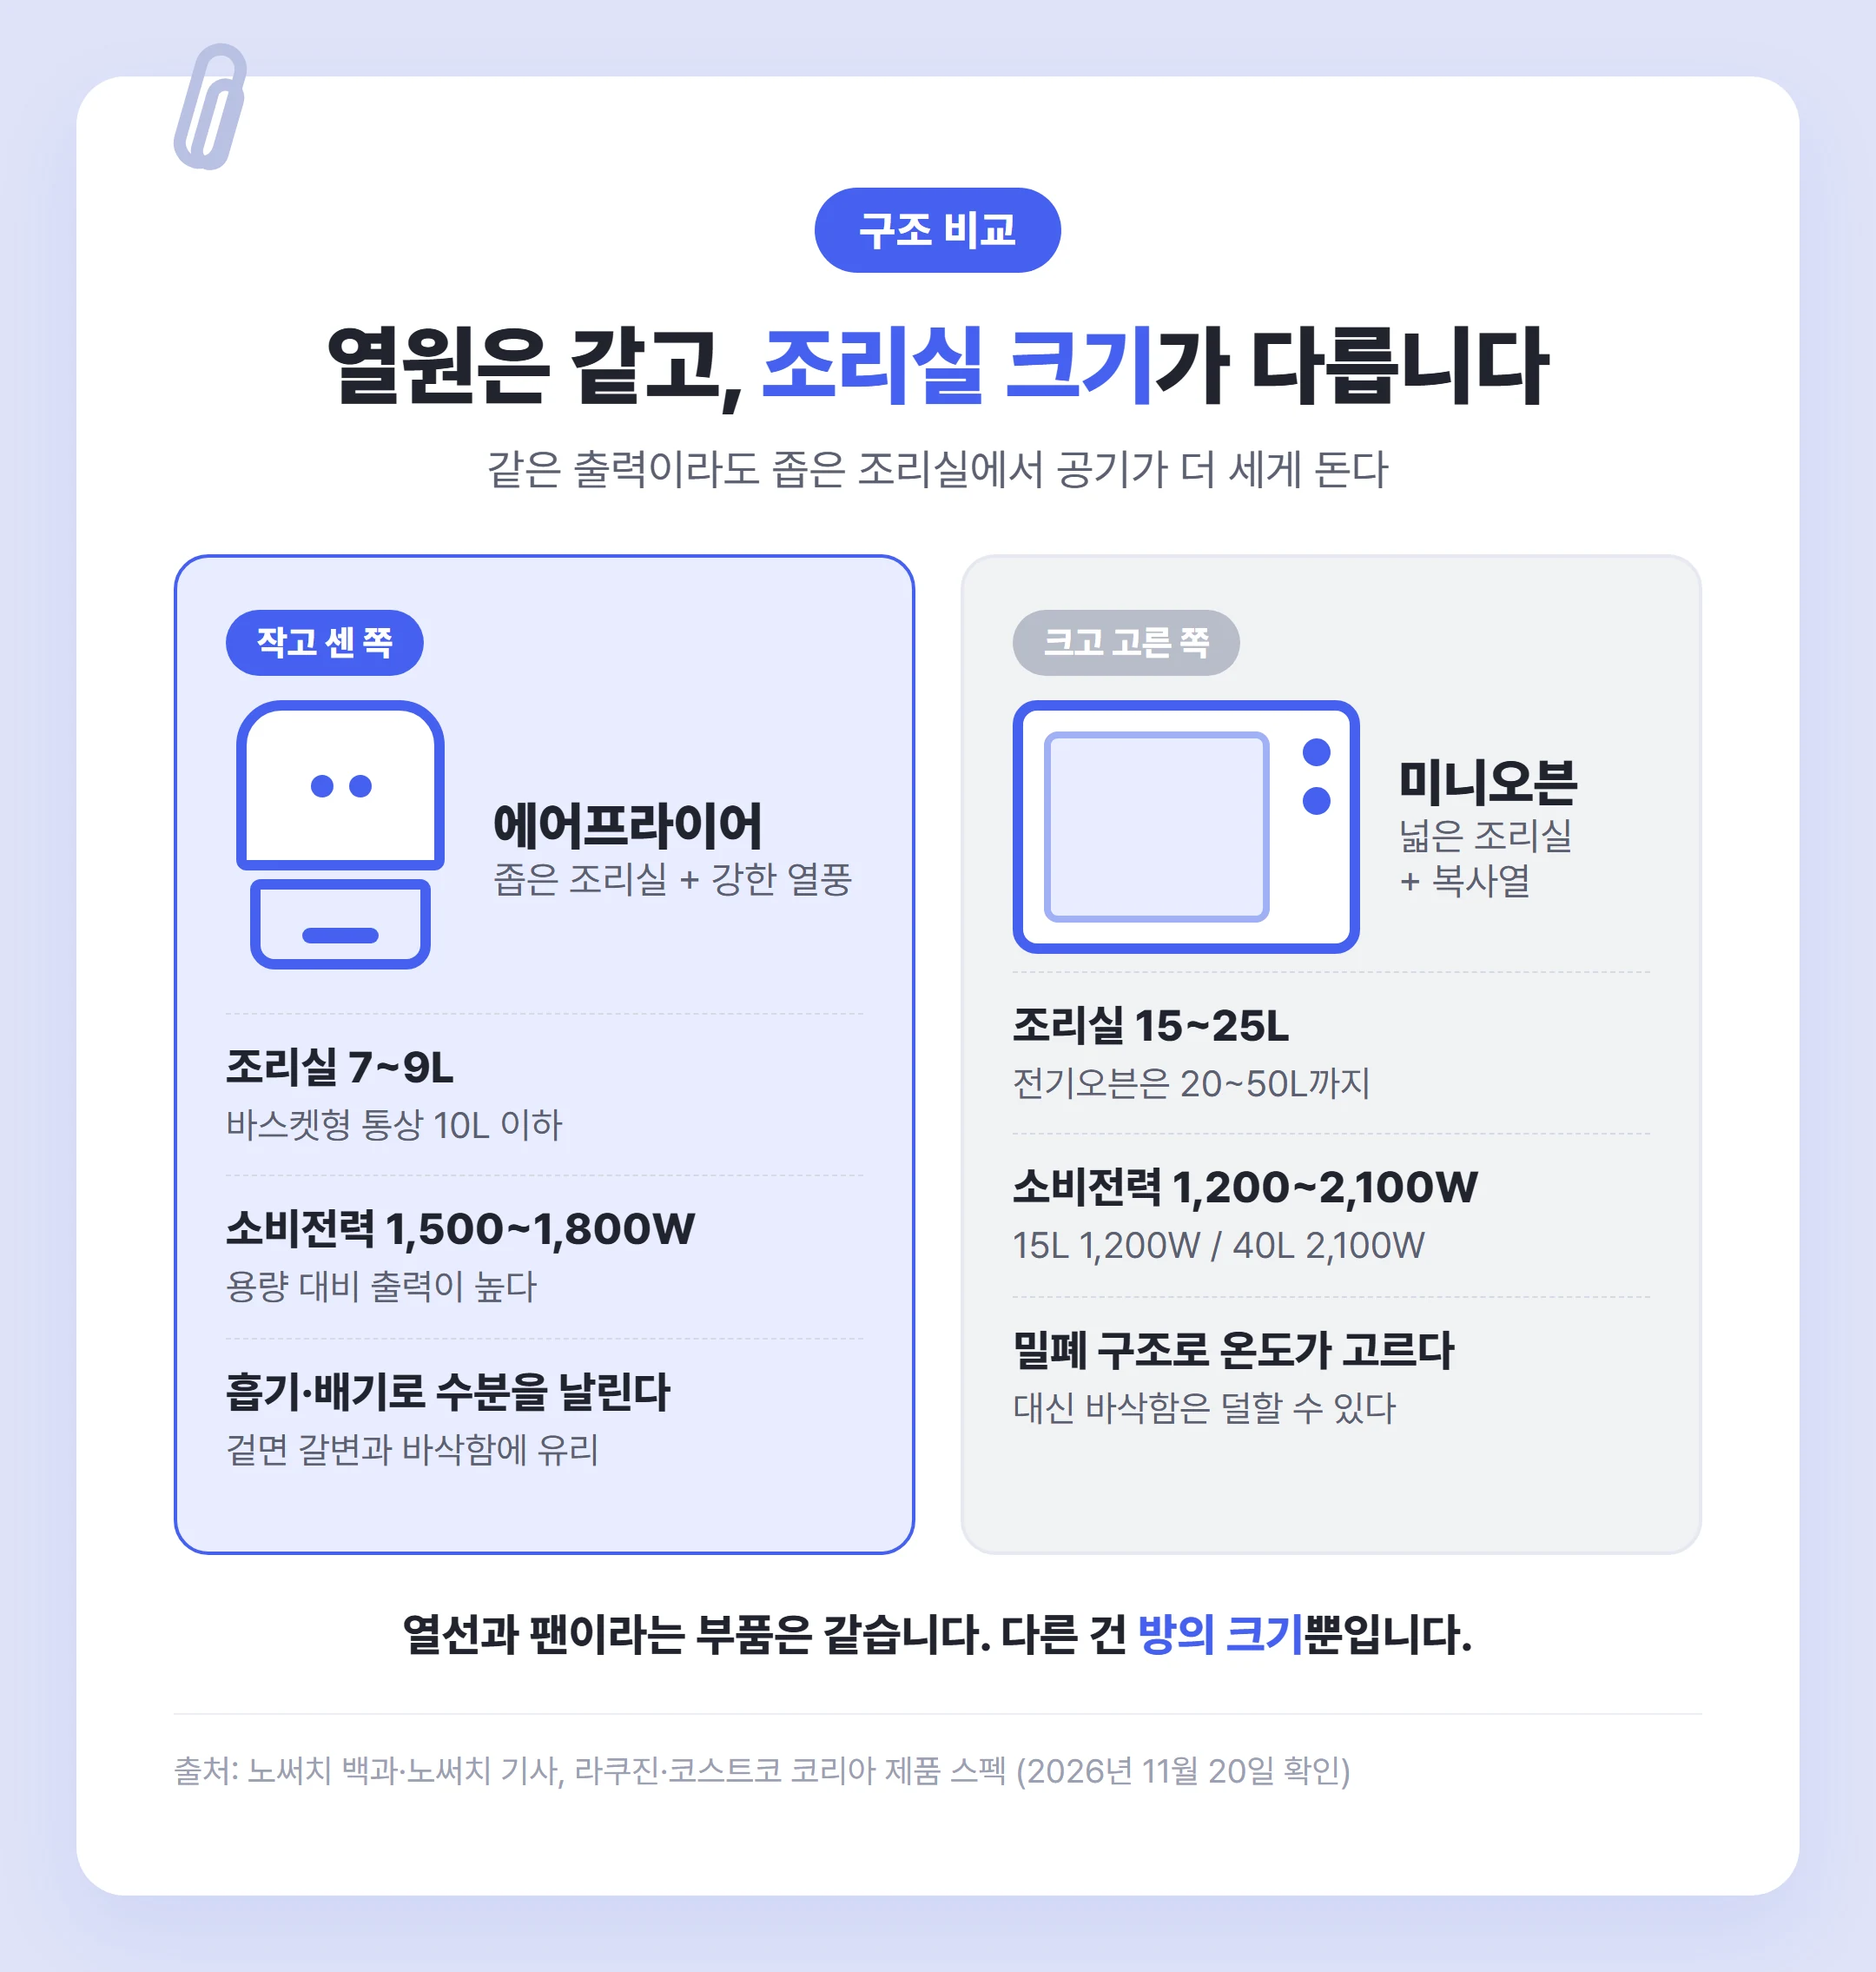 구조 비교
열원은 같고, 조리실 크기가 다릅니다
같은 출력이라도 좁은 조리실에서 공기가 더 세게 돈다
작고 센 쪽
에어프라이어
좁은 조리실 + 강한 열풍
조리실 7~9L
바스켓형 통상 10L 이하
소비전력 1,500~1,800W
용량 대비 출력이 높다
흡기·배기로 수분을 날린다
겉면 갈변과 바삭함에 유리
크고 고른 쪽
미니오븐
넓은 조리실
+ 복사열
조리실 15~25L
전기오븐은 20~50L까지
소비전력 1,200~2,100W
15L 1,200W / 40L 2,100W
밀폐 구조로 온도가 고르다
대신 바삭함은 덜할 수 있다
열선과 팬이라는 부품은 같습니다. 다른 건 방의 크기뿐입니다.
출처: 노써치 백과·노써치 기사, 라쿠진·코스트코 코리아 제품 스펙 (2026년 11월 20일 확인)